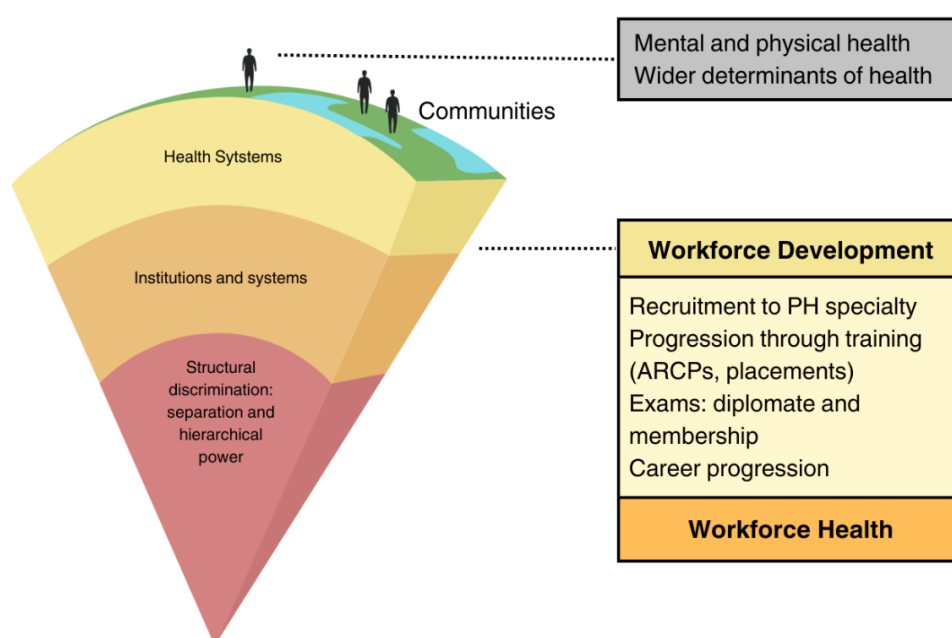 Mental and physical health
Wider determinants of health
Communities
Health Sytstems
Institutions and systems
Structural
discrimination:
separation and
hierarchical
power
Workforce Development
Recruitment to PH specialty
Progression through training
(ARCPs, placements)
Exams: diplomate and
membership
Career progression
Workforce Health